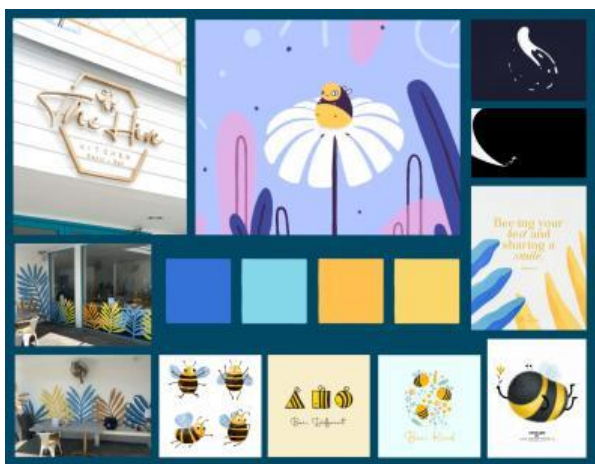 The Hive
KITCHEN
Bee-ing your
best and
sharing a
smile.
Bee Different
Bee Kind